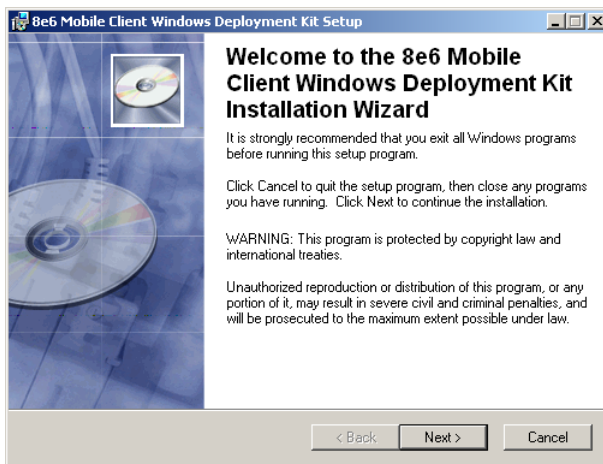 8e6 Mobile Client Windows Deployment Kit Setup
Welcome to the 8e6 Mobile
Client Windows Deployment Kit
Installation Wizard
It is strongly recommended that you exit all Windows programs
before running this setup program.
Click Cancel to quit the setup program, then close any programs
you have running.  Click Next to continue the installation.
WARNING: This program is protected by copyright law and
international treaties.
Unauthorized reproduction or distribution of this program, or any
portion of it, may result in severe civil and criminal penalties, and
will be prosecuted to the maximum extent possible under law.
< Back Next > Cancel